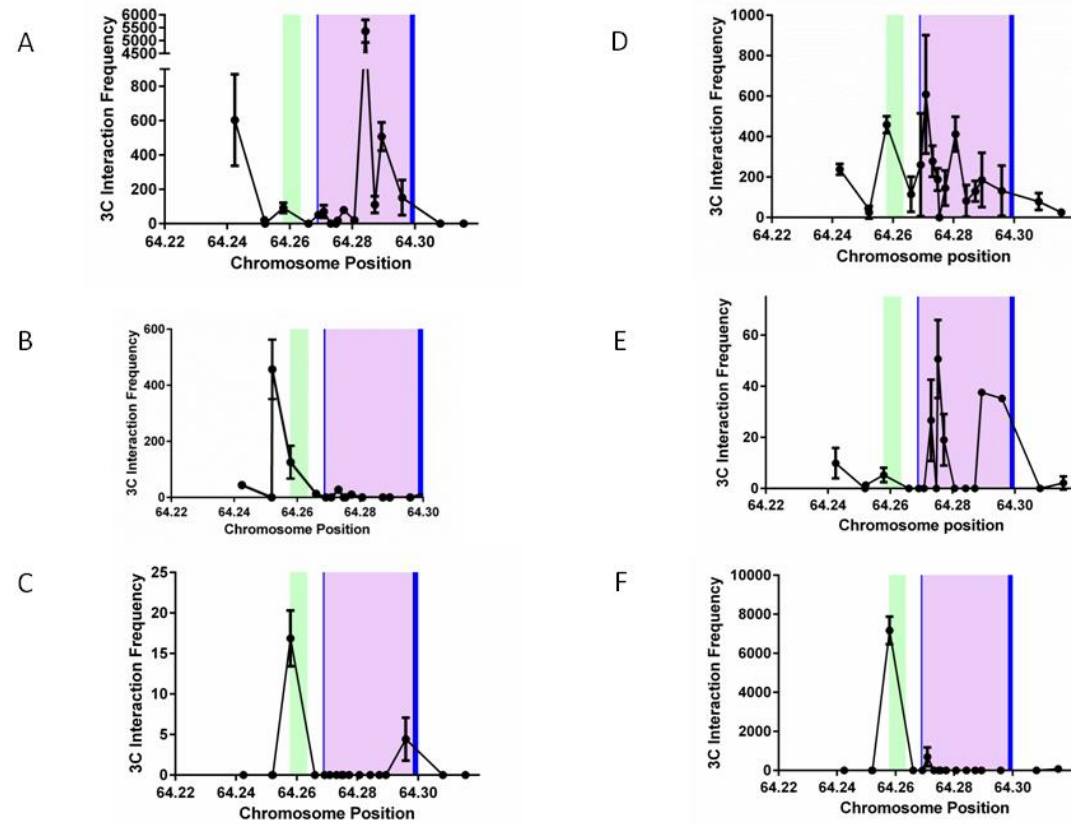 A
3C Interaction Frequency
6000
5500
5000
4500
800
600
400
200
0
64.22 64.24 64.26 64.28 64.30
Chromosome Position
D
3C Interaction Frequency
1000
800
600
400
200
0
64.22 64.24 64.26 64.28 64.30
Chromosome position
B
3C Interaction Frequency
600
400
200
0
64.22 64.24 64.26 64.28 64.30
Chromosome Position
E
3C Interaction Frequency
60
40
20
0
64.22 64.24 64.26 64.28 64.30
Chromosome position
C
3C Interaction Frequency
25
20
15
10
5
0
64.22 64.24 64.26 64.28 64.30
Chromosome Position
F
3C Interaction Frequency
10000
8000
6000
4000
2000
0
64.22 64.24 64.26 64.28 64.30
Chromosome Position